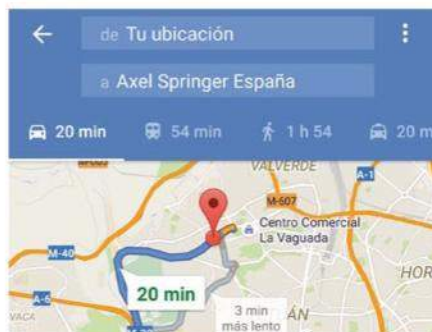 de Tu ubicación
a Axel Springer España
20 min 54 min 1 h 54 20 m
VALVERDE
A-1
M-607
Centro Comercial
La Vaguada
M-40
HOR
A-6
20 min
3 min
más lento
ÁN
VACA